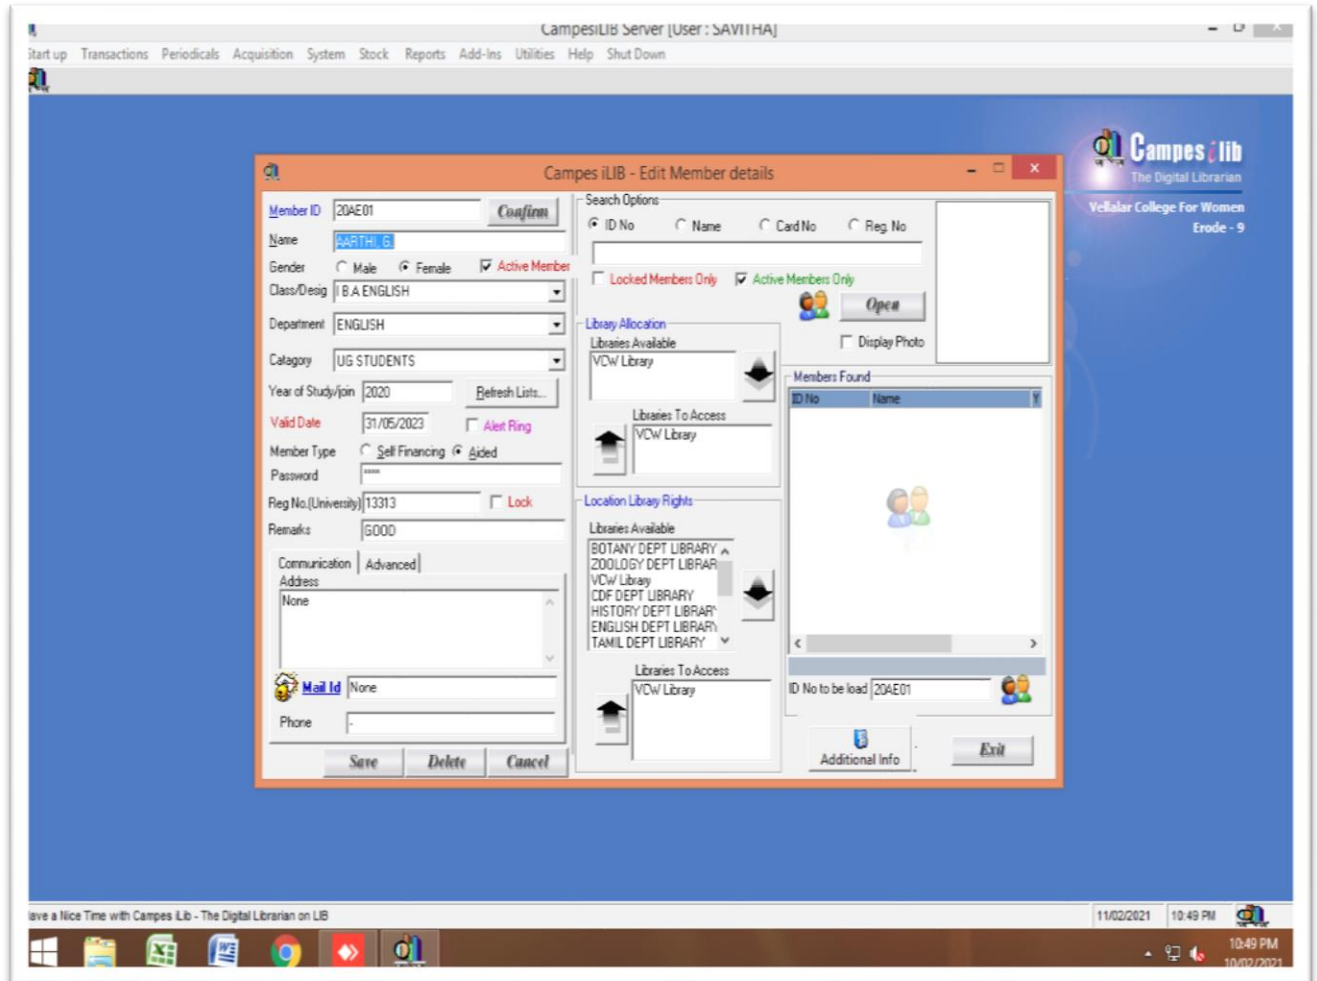 CampesiLIB Server [User : SAVITHA]
Start up Transactions Periodicals Acquisition System Stock Reports Add-Ins Utilities Help Shut Down
Campes ilib
The Digital Librarian
Vellalar College For Women
Erode - 9
Campes iLIB - Edit Member details
Member ID 20AE01 Confirm
Name AARTHI, G.
Gender Male Female Active Member
Class/Desig I B.A ENGLISH
Department ENGLISH
Catagory UG STUDENTS
Year of Study/join 2020 Refresh Lists...
Valid Date 31/05/2023 Alert Ring
Member Type Self Financing Aided
Password ****
Reg No.(University) 13313 Lock
Remarks GOOD
Communication Advanced
Address
None
Mail Id None
Phone -
Save Delete Cancel
Search Options
ID No Name Card No Reg. No
Locked Members Only Active Members Only
Open
Display Photo
Library Allocation
Libraries Available
VCW Library
Libraries To Access
VCW Library
Location Library Rights
Libraries Available
BOTANY DEPT LIBRARY
ZOOLOGY DEPT LIBRAR
VCW Library
CDF DEPT LIBRARY
HISTORY DEPT LIBRAR
ENGLISH DEPT LIBRARY
TAMIL DEPT LIBRARY
Libraries To Access
VCW Library
Members Found
ID No Name Y
ID No to be load 20AE01
Additional Info Exit
lave a Nice Time with Campes iLib - The Digital Librarian on LIB 11/02/2021 10:49 PM
10:49 PM
10/02/2021